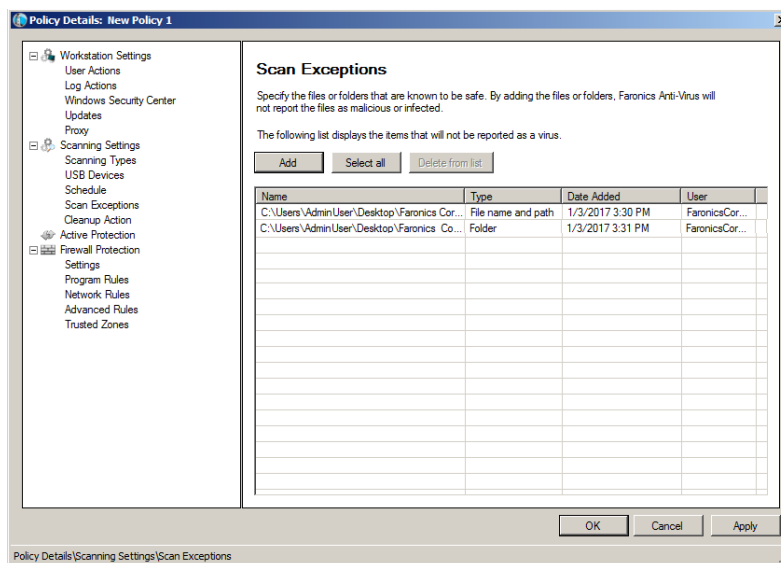 Policy Details: New Policy 1
Workstation Settings
User Actions
Log Actions
Windows Security Center
Updates
Proxy
Scanning Settings
Scanning Types
USB Devices
Schedule
Scan Exceptions
Cleanup Action
Active Protection
Firewall Protection
Settings
Program Rules
Network Rules
Advanced Rules
Trusted Zones
Scan Exceptions
Specify the files or folders that are known to be safe. By adding the files or folders, Faronics Anti-Virus will
not report the files as malicious or infected.
The following list displays the items that will not be reported as a virus.
Add Select all Delete from list
Name Type Date Added User
C:\Users\AdminUser\Desktop\Faronics Cor... File name and path 1/3/2017 3:30 PM FaronicsCor...
C:\Users\AdminUser\Desktop\Faronics Co... Folder 1/3/2017 3:31 PM FaronicsCor...
OK Cancel Apply
Policy Details\Scanning Settings\Scan Exceptions